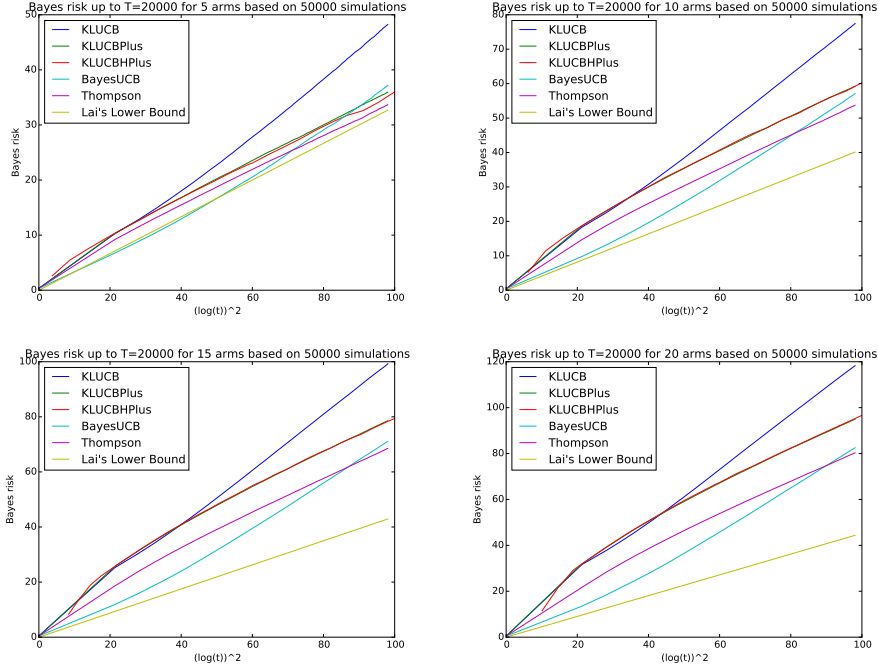 Bayes risk up to T=20000 for 5 arms based on 50000 simulations
50
40
30
20
10
0
Bayes risk
KLUCB
KLUCBPlus
KLUCBHPlus
BayesUCB
Thompson
Lai's Lower Bound
0 20 40 60 80 100
(log(t))^2
Bayes risk up to T=20000 for 10 arms based on 50000 simulations
80
70
60
50
40
30
20
10
0
Bayes risk
KLUCB
KLUCBPlus
KLUCBHPlus
BayesUCB
Thompson
Lai's Lower Bound
0 20 40 60 80 100
(log(t))^2
Bayes risk up to T=20000 for 15 arms based on 50000 simulations
100
80
60
40
20
0
Bayes risk
KLUCB
KLUCBPlus
KLUCBHPlus
BayesUCB
Thompson
Lai's Lower Bound
0 20 40 60 80 100
(log(t))^2
Bayes risk up to T=20000 for 20 arms based on 50000 simulations
120
100
80
60
40
20
0
Bayes risk
KLUCB
KLUCBPlus
KLUCBHPlus
BayesUCB
Thompson
Lai's Lower Bound
0 20 40 60 80 100
(log(t))^2